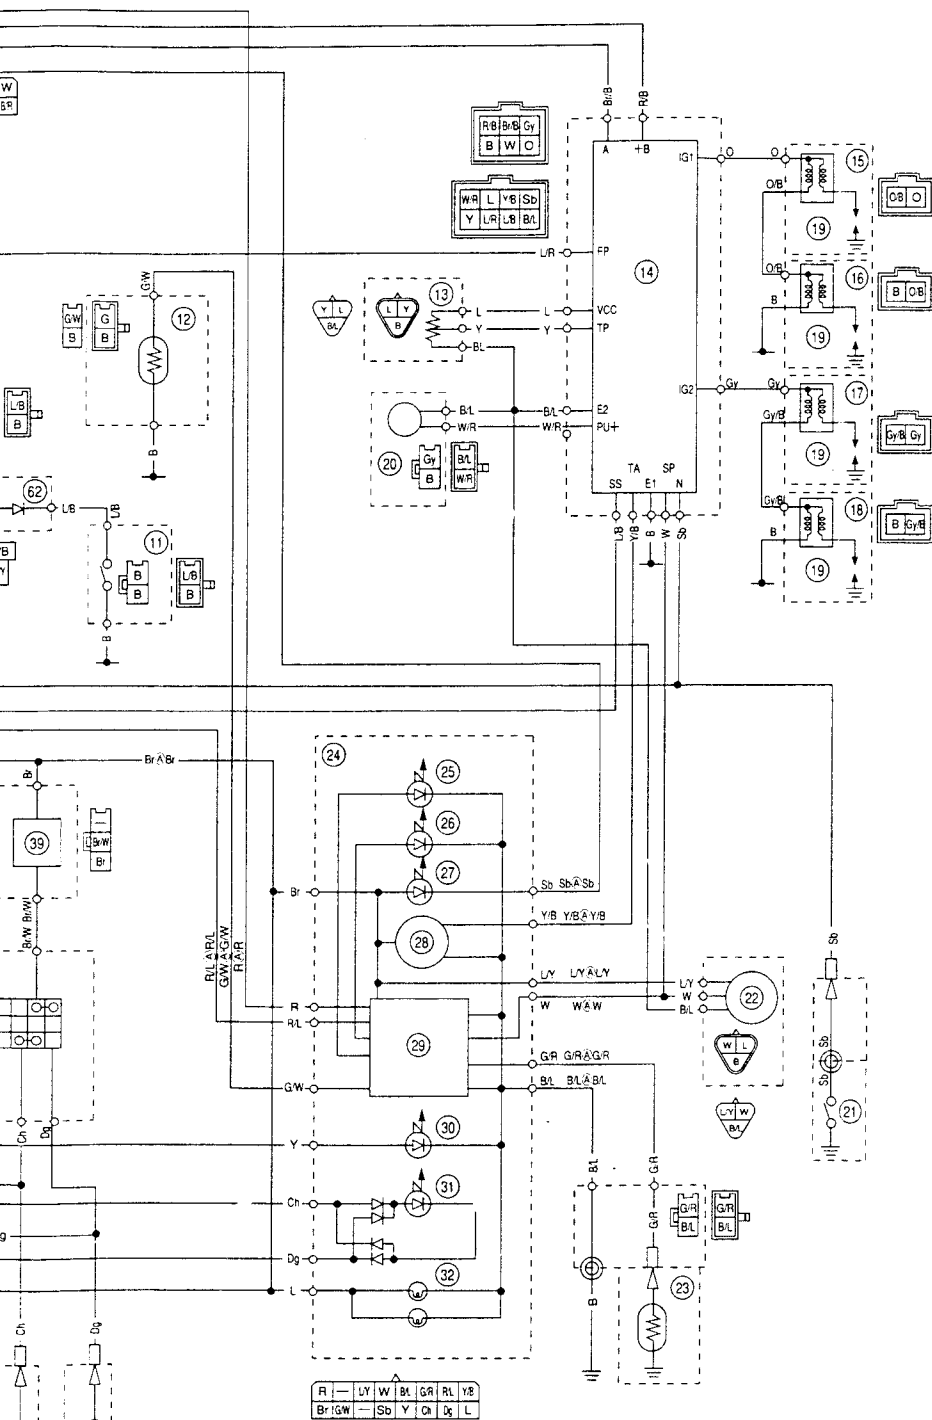 W
B/R
Br/B
R/B
R/B Br/B Gy
B W O
A +B
IG1 O O
15
O/B
O/B O
19
W/R L Y/B Sb
Y L/R L/B B/L
L/R FP
14
O/B
16
B
B O/B
19
G/W
12
G/W
B
G
B
Y L
B/L
L Y
B
13
L L VCC
Y Y TP
B/L
IG2 Gy Gy
17
Gy/B
Gy/B Gy
19
L/B
B
B/L B/L E2
W/R W/R PU+
20
Gy
B
B/L
W/R
TA SP
SS E1 N
Gy/B
18
B
B Gy/B
19
B
62
L/B
L/B
11
B
B
L/B
B
Y/B
Y
B
L/B
Y/B
B
W
Sb
Br A Br
24
25
26
27
28
29
30
31
32
Br
39
Br/W
Br
Br/W Br/W
R/L A R/L
G/W A G/W
R A R
Br
Sb Sb A Sb
Y/B Y/B A Y/B
L/Y L/Y A L/Y
W W A W
G/R G/R A G/R
B/L B/L A B/L
R
R/L
G/W
Y
Ch
Dg
L
L/Y
W
B/L
22
W L
B
L/Y W
B/L
Sb
Sb
Sb
21
Ch
Dg
g
B/L
G/R
G/R
G/R
B/L
G/R
B/L
B
23
Ch
Dg
R — L/Y W B/L G/R R/L Y/B
Br G/W — Sb Y Ch Dg L